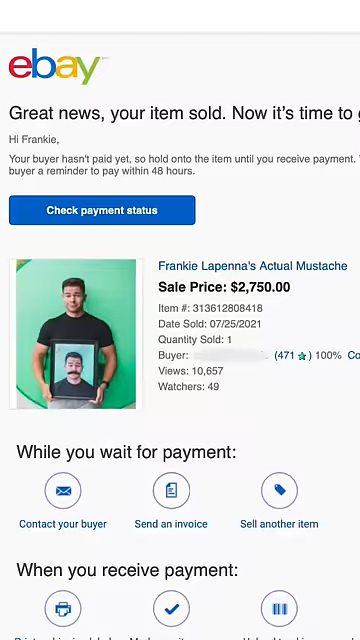 ebay
Great news, your item sold. Now it's time to
Hi Frankie,
Your buyer hasn't paid yet, so hold onto the item until you receive payment.
buyer a reminder to pay within 48 hours.
Check payment status
Frankie Lapenna's Actual Mustache
Sale Price: $2,750.00
Item #: 313612808418
Date Sold: 07/25/2021
Quantity Sold: 1
Buyer: (471 ) 100% Co
Views: 10,657
Watchers: 49
While you wait for payment:
Contact your buyer
Send an invoice
Sell another item
When you receive payment: